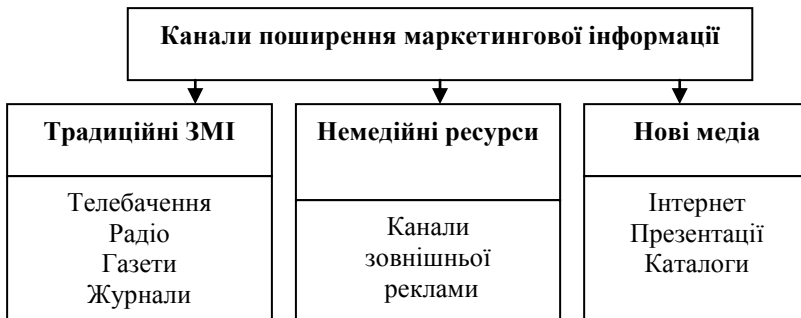 Канали поширення маркетингової інформації
Традиційні ЗМІ
Телебачення
Радіо
Газети
Журнали
Немедійні ресурси
Канали
зовнішньої
реклами
Нові медіа
Інтернет
Презентації
Каталоги